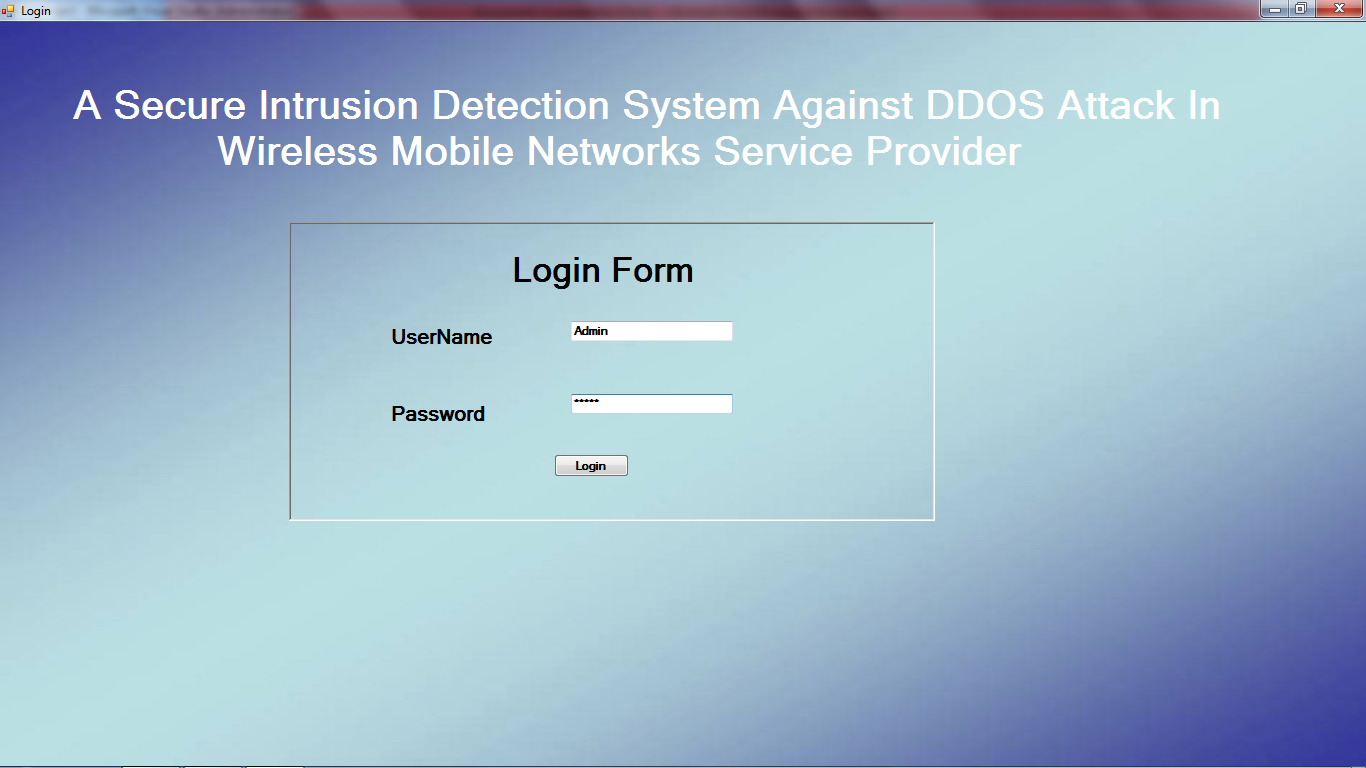 Login
A Secure Intrusion Detection System Against DDOS Attack In
Wireless Mobile Networks Service Provider
Login Form
UserName
Admin
Password
*****
Login